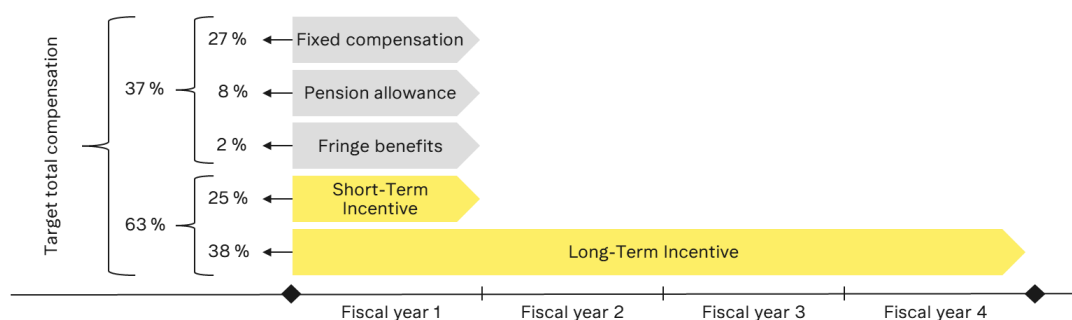 Target total compensation
37 %
27 %
Fixed compensation
8 %
Pension allowance
2 %
Fringe benefits
63 %
25 %
Short-Term
Incentive
38 %
Long-Term Incentive
Fiscal year 1
Fiscal year 2
Fiscal year 3
Fiscal year 4